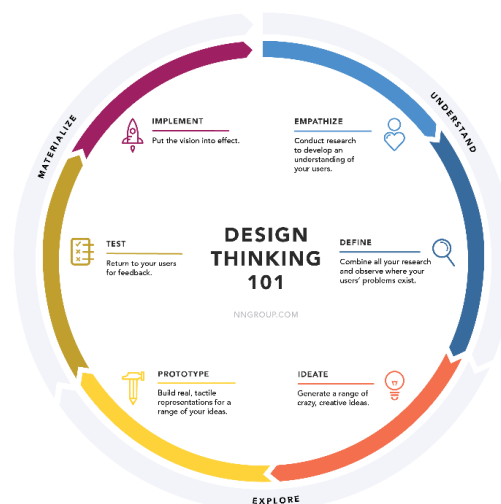 UNDERSTAND
EMPATHIZE
Conduct research
to develop an
understanding of
your users.
DEFINE
Combine all your research
and observe where your
users' problems exist.
IDEATE
Generate a range of
crazy, creative ideas.
EXPLORE
PROTOTYPE
Build real, tactile
representations for a
range of your ideas.
TEST
Return to your users
for feedback.
MATERIALIZE
IMPLEMENT
Put the vision into effect.
DESIGN
THINKING
101
NNGROUP.COM